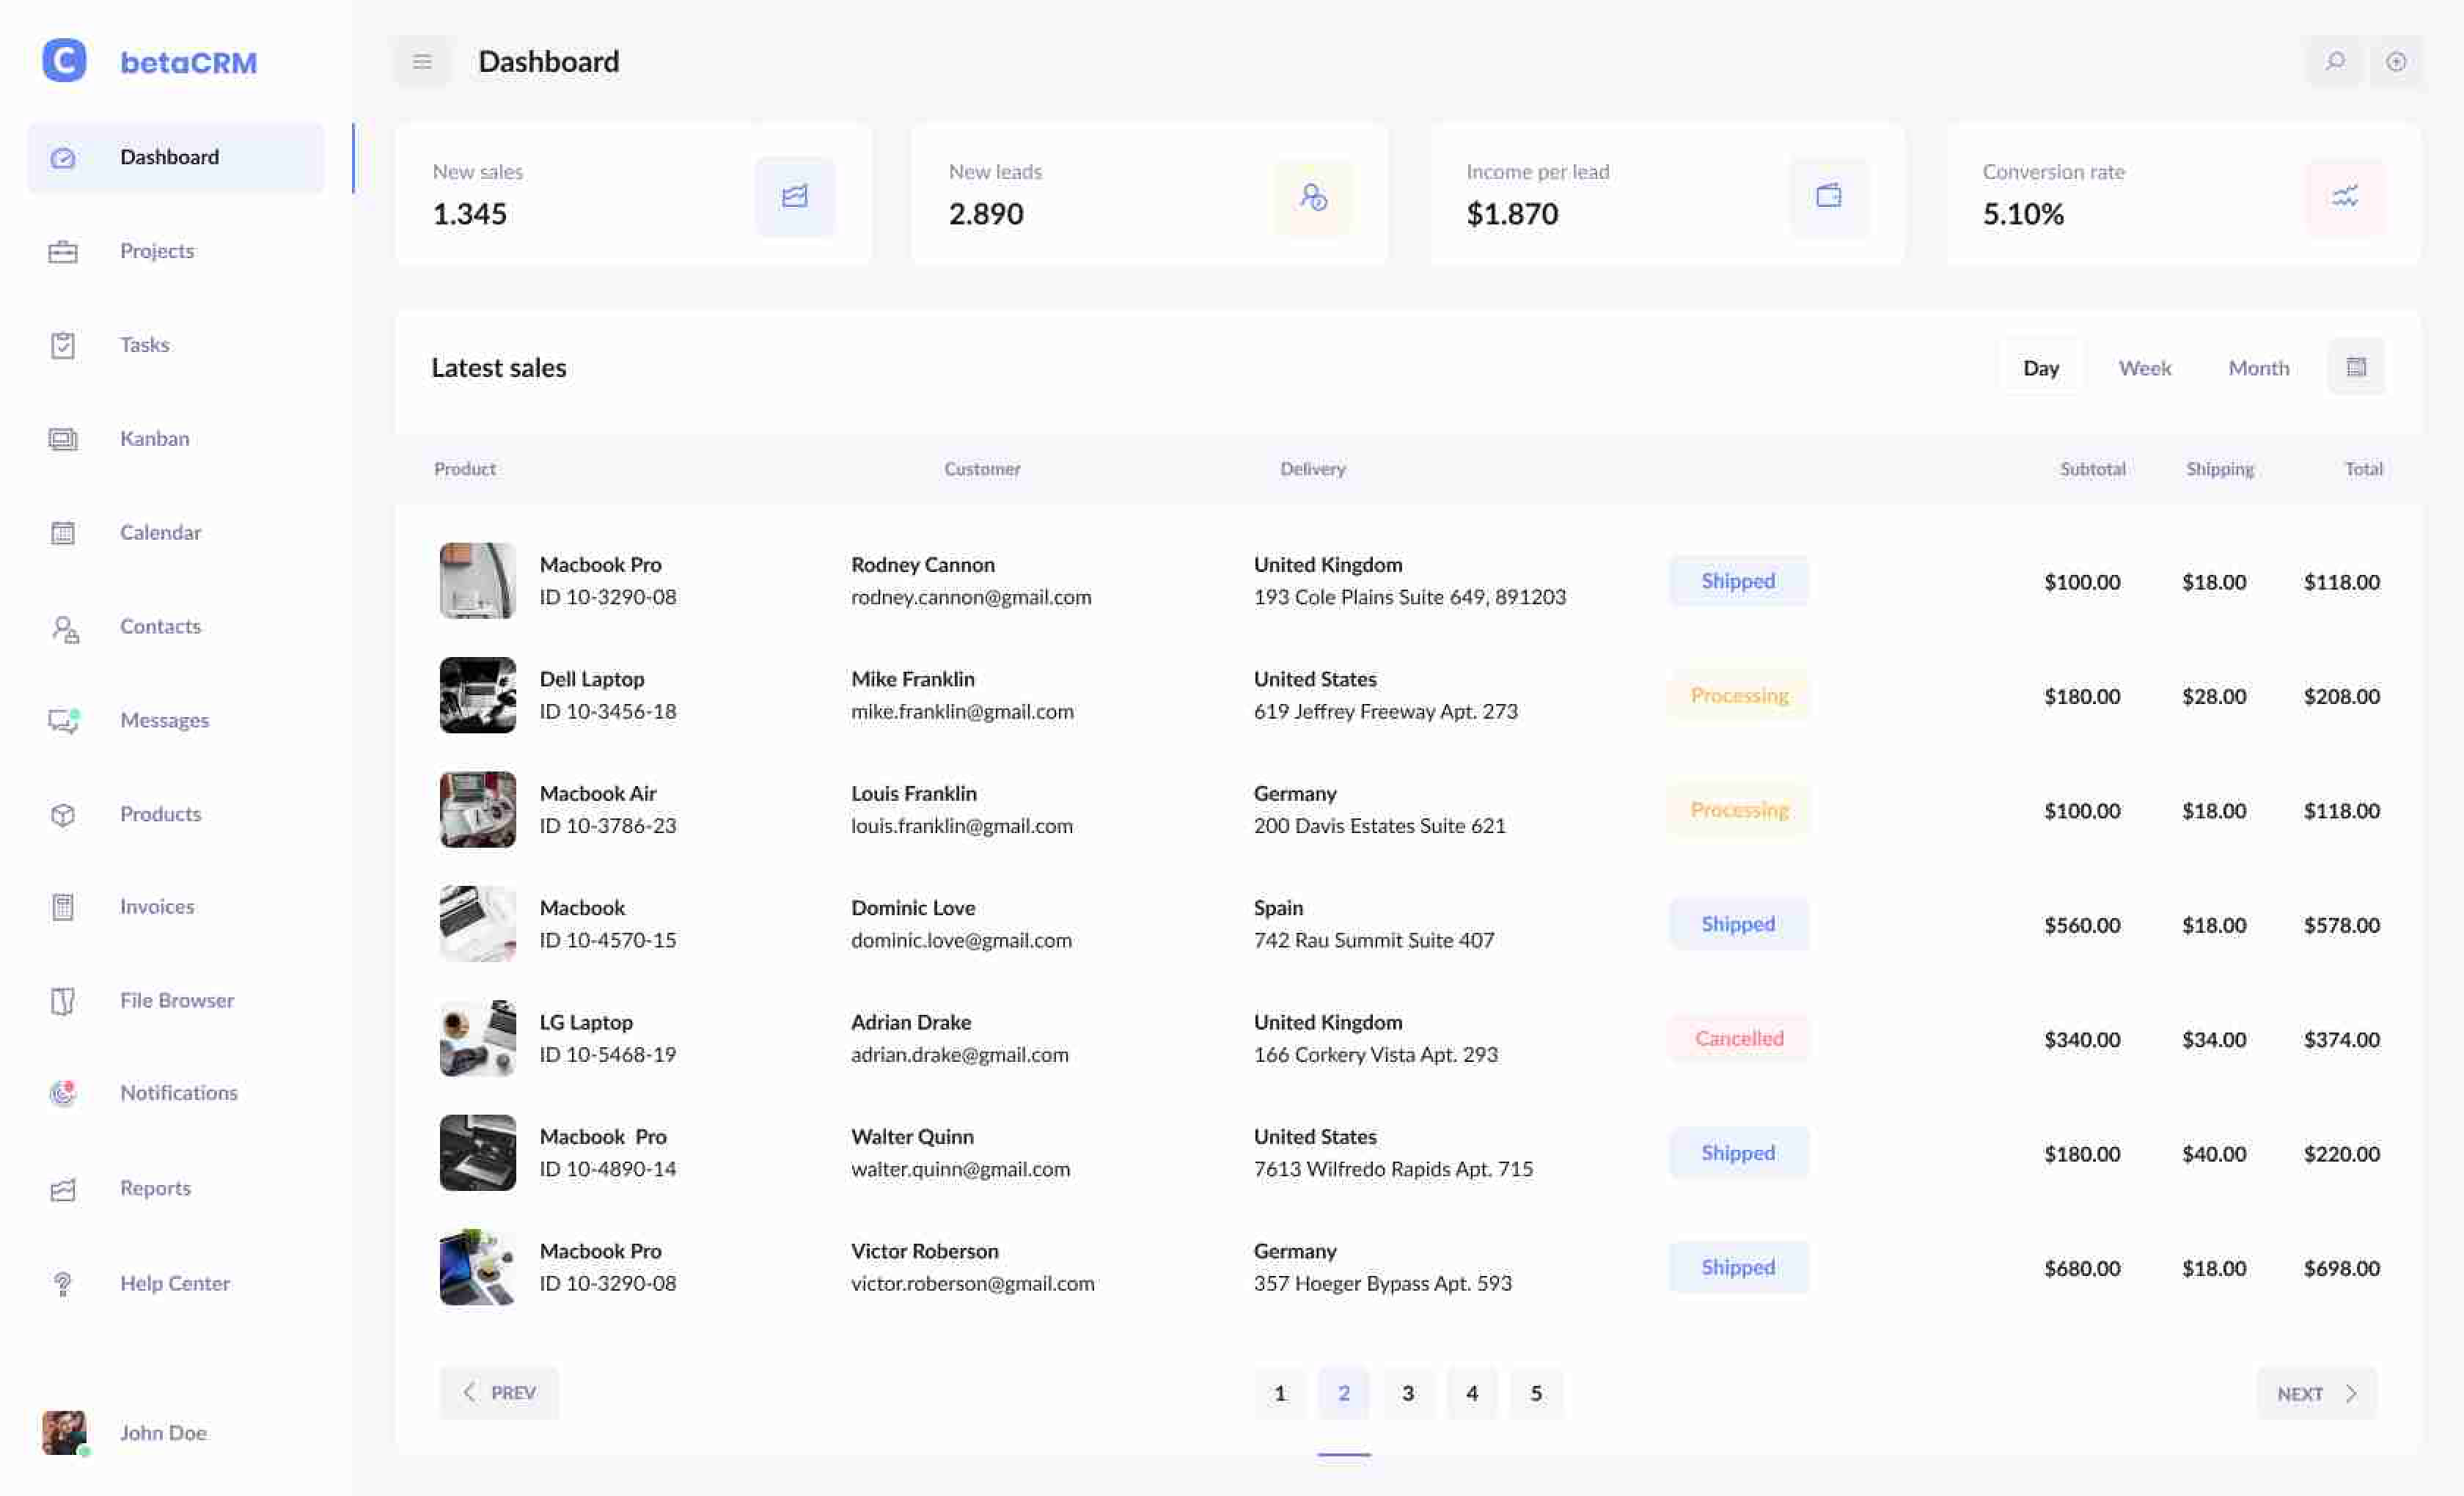 betaCRM
Dashboard
Projects
Tasks
Kanban
Calendar
Contacts
Messages
Products
Invoices
File Browser
Notifications
Reports
Help Center
John Doe
Dashboard
New sales
1.345
New leads
2.890
Income per lead
$1.870
Conversion rate
5.10%
Latest sales
Day Week Month
Product Customer Delivery Subtotal Shipping Total
Macbook Pro Rodney Cannon United Kingdom
ID 10-3290-08 rodney.cannon@gmail.com 193 Cole Plains Suite 649, 891203
Shipped $100.00 $18.00 $118.00
Dell Laptop Mike Franklin United States
ID 10-3456-18 mike.franklin@gmail.com 619 Jeffrey Freeway Apt. 273
Processing $180.00 $28.00 $208.00
Macbook Air Louis Franklin Germany
ID 10-3786-23 louis.franklin@gmail.com 200 Davis Estates Suite 621
Processing $100.00 $18.00 $118.00
Macbook Dominic Love Spain
ID 10-4570-15 dominic.love@gmail.com 742 Rau Summit Suite 407
Shipped $560.00 $18.00 $578.00
LG Laptop Adrian Drake United Kingdom
ID 10-5468-19 adrian.drake@gmail.com 166 Corkery Vista Apt. 293
Cancelled $340.00 $34.00 $374.00
Macbook  Pro Walter Quinn United States
ID 10-4890-14 walter.quinn@gmail.com 7613 Wilfredo Rapids Apt. 715
Shipped $180.00 $40.00 $220.00
Macbook Pro Victor Roberson Germany
ID 10-3290-08 victor.roberson@gmail.com 357 Hoeger Bypass Apt. 593
Shipped $680.00 $18.00 $698.00
PREV 1 2 3 4 5 NEXT